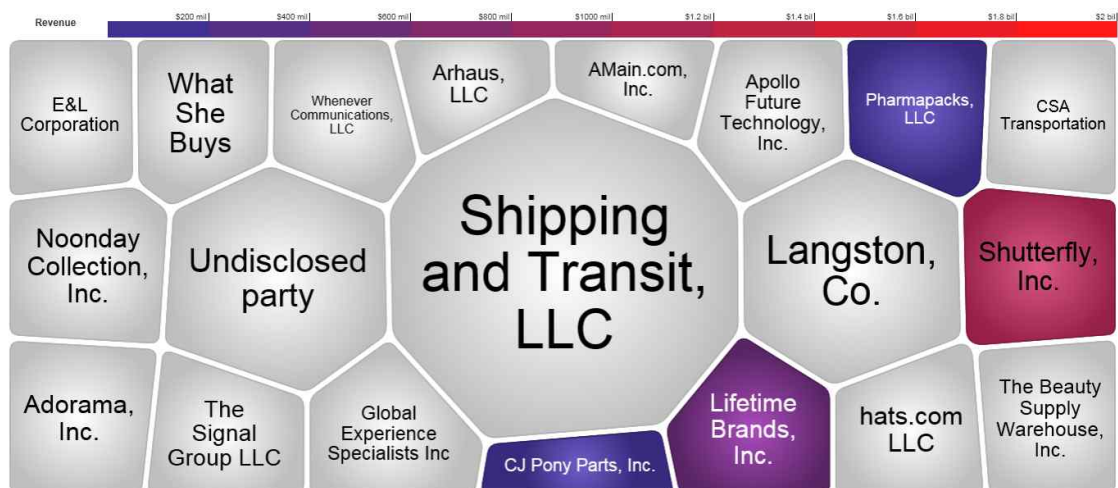 Revenue
$200 mil
$400 mil
$600 mil
$800 mil
$1000 mil
$1.2 bil
$1.4 bil
$1.6 bil
$1.8 bil
$2 bil
E&L
Corporation
What
She
Buys
Whenever
Communications,
LLC
Arhaus,
LLC
AMain.com,
Inc.
Apollo
Future
Technology,
Inc.
Pharmapacks,
LLC
CSA
Transportation
Noonday
Collection,
Inc.
Undisclosed
party
Shipping
and Transit,
LLC
Langston,
Co.
Shutterfly,
Inc.
Adorama,
Inc.
The
Signal
Group LLC
Global
Experience
Specialists Inc
CJ Pony Parts, Inc.
Lifetime
Brands,
Inc.
hats.com
LLC
The Beauty
Supply
Warehouse,
Inc.